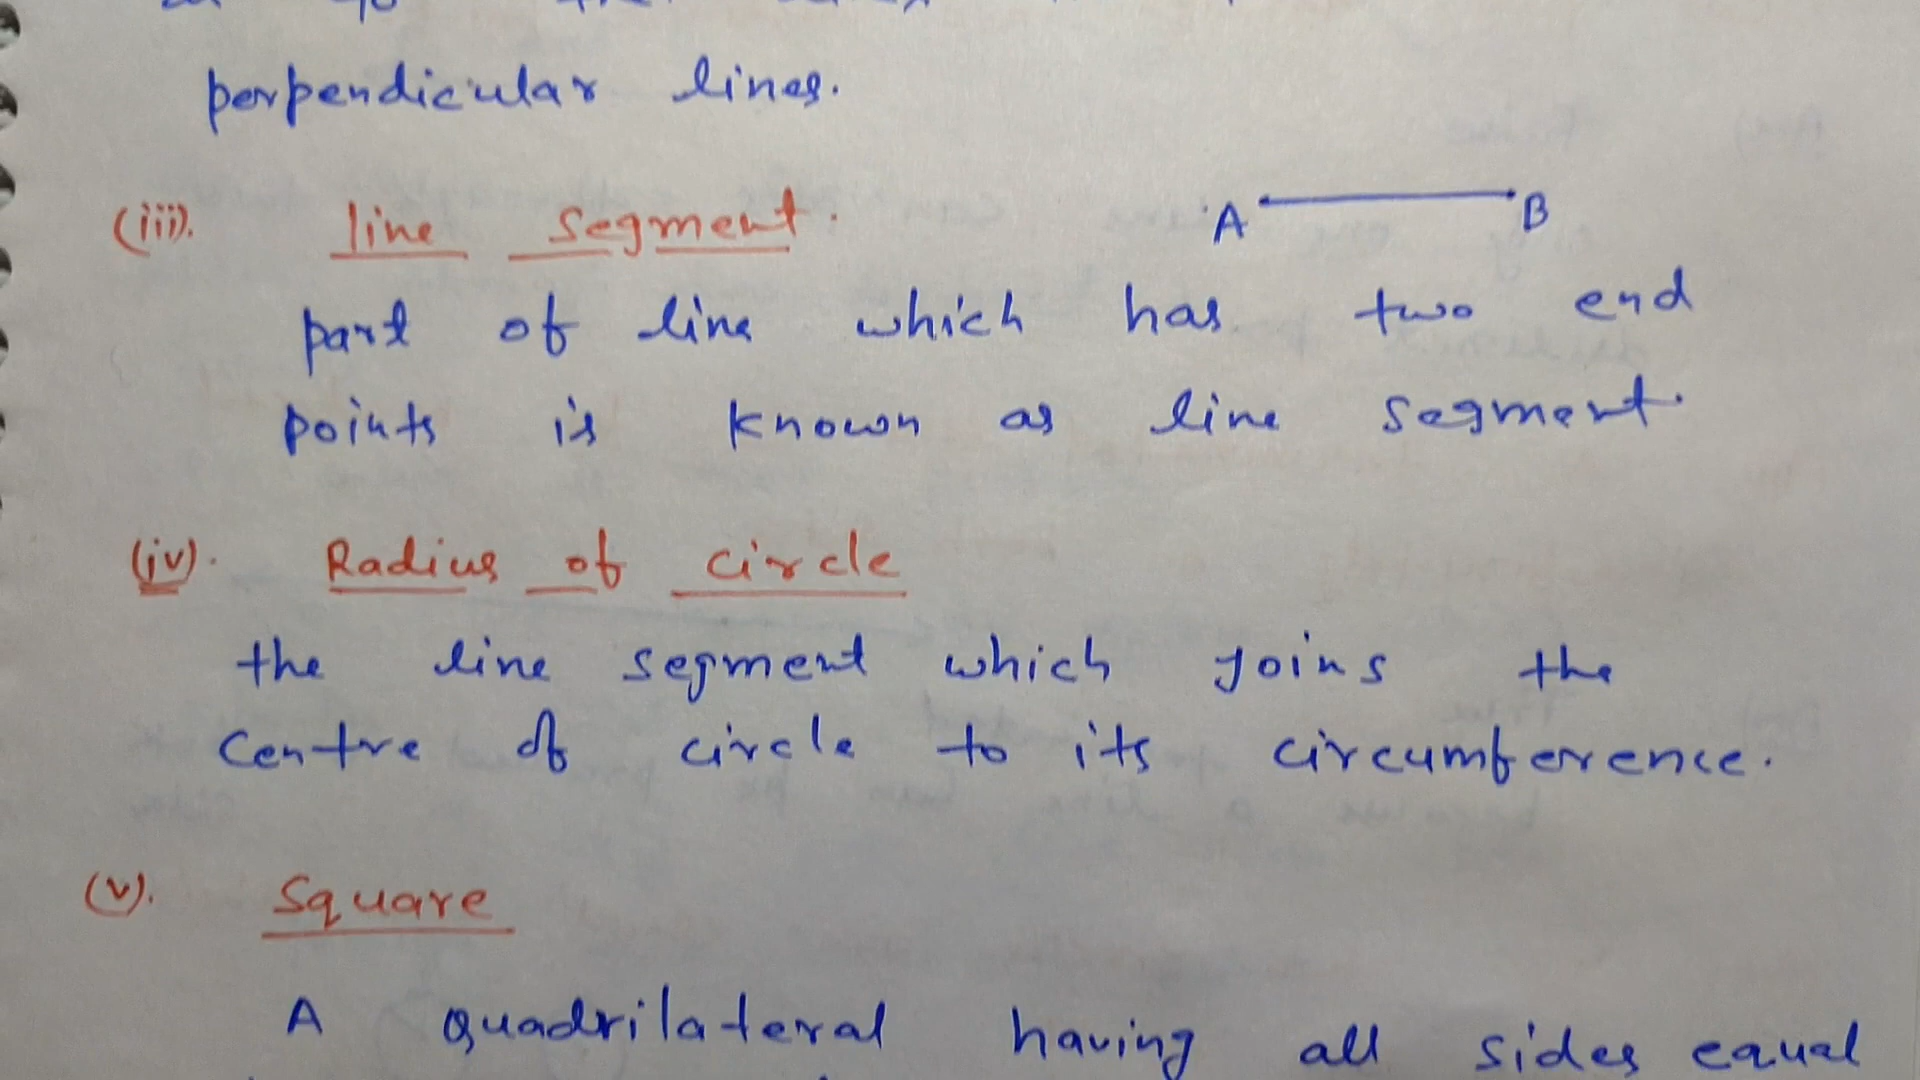 perpendicular lines.
(iii). line segment.
A B
part of line which has two end
points is known as line segment.
(iv). Radius of circle
the line segment which joins the
centre of circle to its circumference.
(v). Square
A quadrilateral having all sides equal